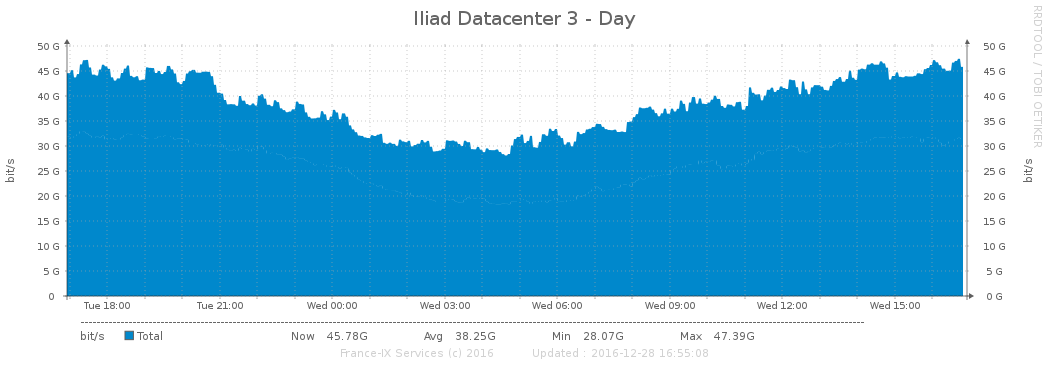 Iliad Datacenter 3 - Day
RRDTOOL / TOBI OETIKER
bit/s
50 G
45 G
40 G
35 G
30 G
25 G
20 G
15 G
10 G
5 G
0
50 G
45 G
40 G
35 G
30 G
25 G
20 G
15 G
10 G
5 G
0 G
bit/s
Tue 18:00 Tue 21:00 Wed 00:00 Wed 03:00 Wed 06:00 Wed 09:00 Wed 12:00 Wed 15:00
bit/s Total Now 45.78G Avg 38.25G Min 28.07G Max 47.39G
France-IX Services (c) 2016 Updated : 2016-12-28 16:55:08